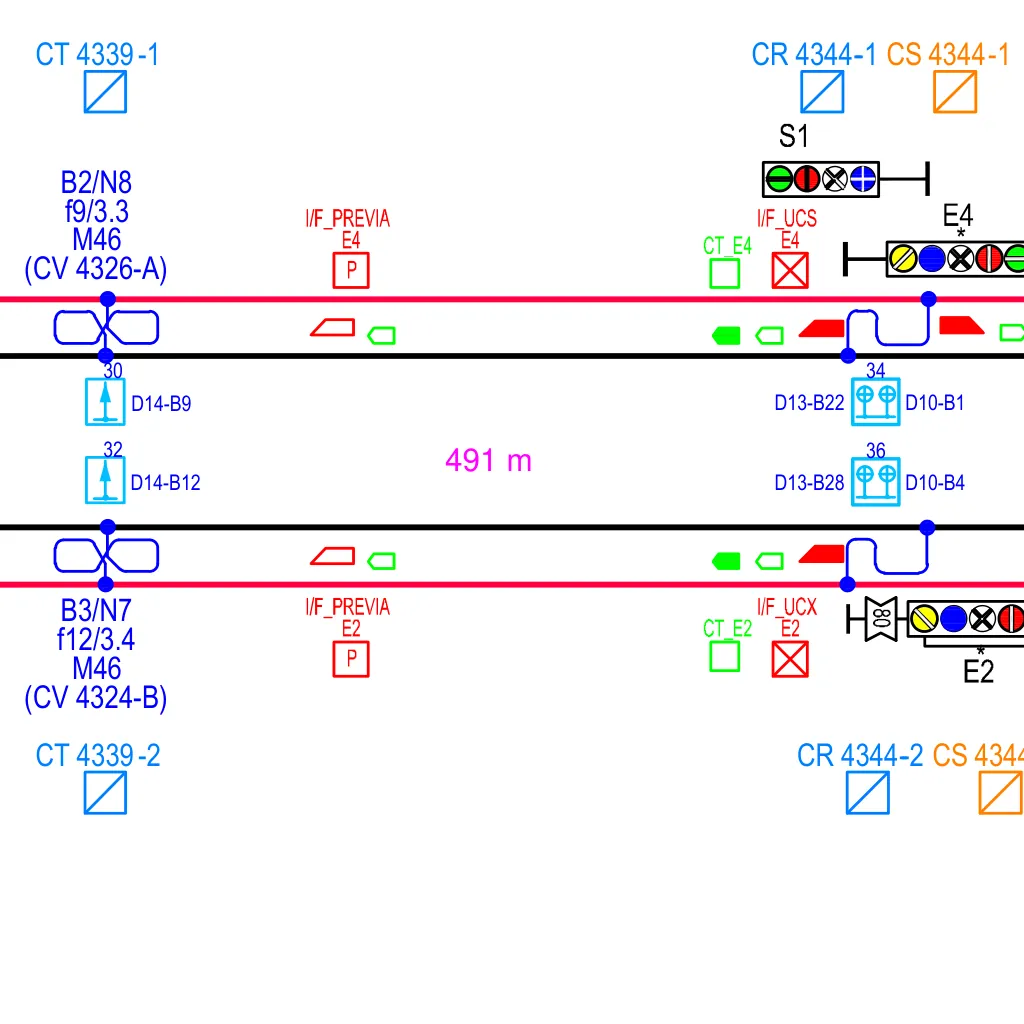 CT 4339-1
CR 4344-1
CS 4344-1
S1
B2/N8
f9/3.3
M46
(CV 4326-A)
I/F_PREVIA
E4
P
CT_E4
I/F_UCS
E4
E4
*
30
D14-B9
34
D13-B22
D10-B1
32
D14-B12
491 m
36
D13-B28
D10-B4
B3/N7
f12/3.4
M46
(CV 4324-B)
I/F_PREVIA
E2
P
CT_E2
I/F_UCX
E2
80
*
E2
CT 4339-2
CR 4344-2
CS 4344